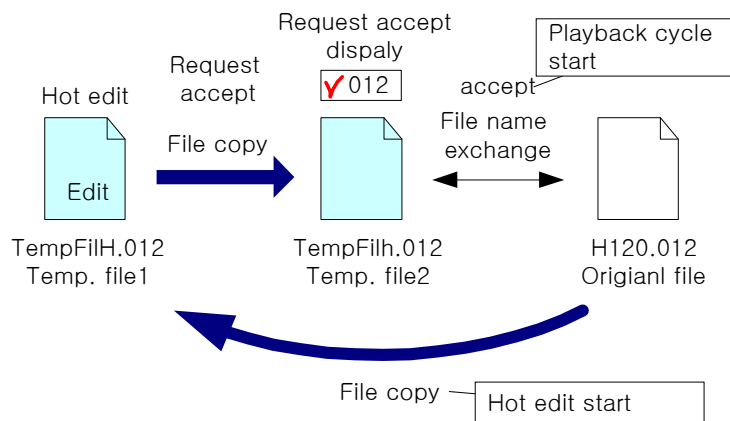 Request accept
dispaly
Playback cycle
start
Request
accept
012
accept
Hot edit
File copy
File name
exchange
Edit
TempFilH.012
Temp. file1
TempFilh.012
Temp. file2
H120.012
Origianl file
File copy
Hot edit start